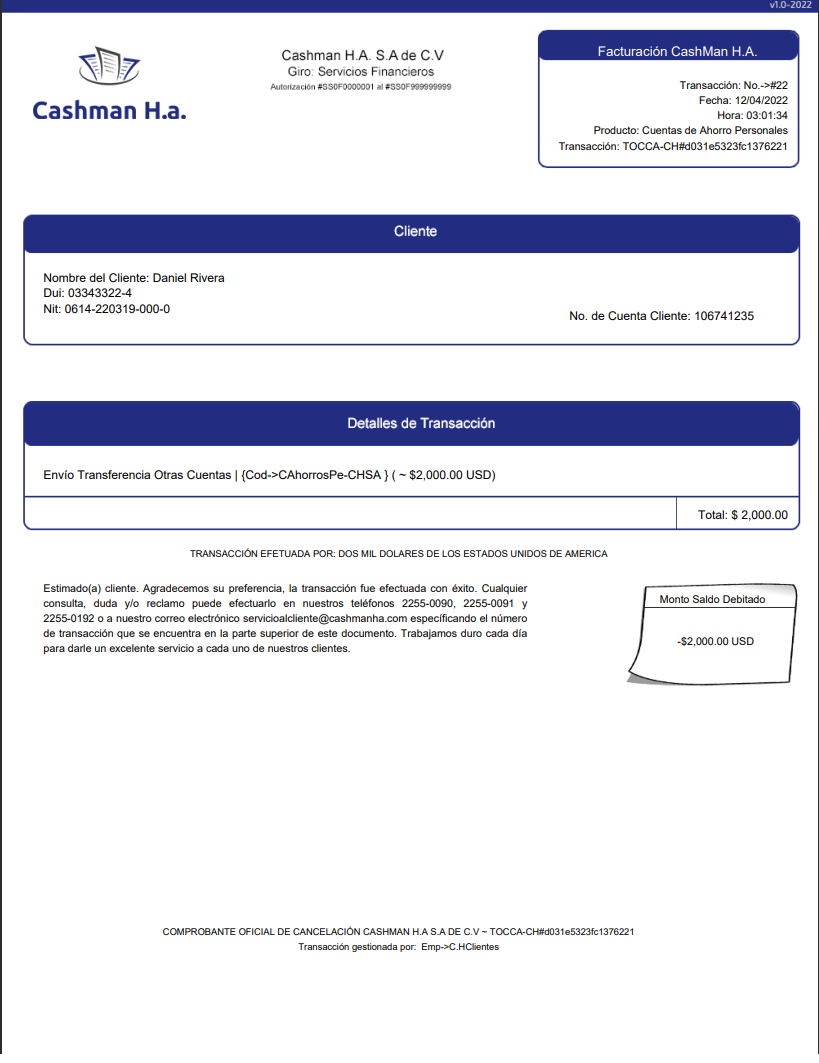 v1.0-2022
Cashman H.a.
Cashman H.A. S.A de C.V
Giro: Servicios Financieros
Autorización #SS0F0000001 al #SS0F999999999
Facturación CashMan H.A.
Transacción: No.->#22
Fecha: 12/04/2022
Hora: 03:01:34
Producto: Cuentas de Ahorro Personales
Transacción: TOCCA-CH#d031e5323fc1376221
Cliente
Nombre del Cliente: Daniel Rivera
Dui: 03343322-4
Nit: 0614-220319-000-0
No. de Cuenta Cliente: 106741235
Detalles de Transacción
Envío Transferencia Otras Cuentas | {Cod->CAhorrosPe-CHSA } ( ~ $2,000.00 USD)
Total: $ 2,000.00
TRANSACCIÓN EFETUADA POR: DOS MIL DOLARES DE LOS ESTADOS UNIDOS DE AMERICA
Estimado(a) cliente. Agradecemos su preferencia, la transacción fue efectuada con éxito. Cualquier
consulta, duda y/o reclamo puede efectuarlo en nuestros teléfonos 2255-0090, 2255-0091 y
2255-0192 o a nuestro correo electrónico servicioalcliente@cashmanha.com específicando el número
de transacción que se encuentra en la parte superior de este documento. Trabajamos duro cada día
para darle un excelente servicio a cada uno de nuestros clientes.
Monto Saldo Debitado
-$2,000.00 USD
COMPROBANTE OFICIAL DE CANCELACIÓN CASHMAN H.A S.A DE C.V ~ TOCCA-CH#d031e5323fc1376221
Transacción gestionada por: Emp->C.HClientes